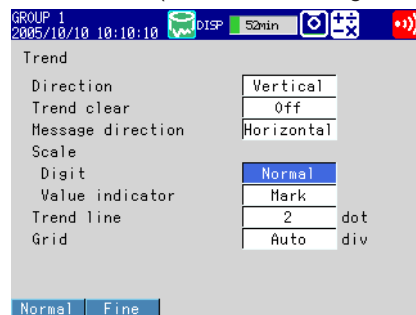 GROUP 1
2005/10/10 10:10:10 DISP 52min
Trend
Direction Vertical
Trend clear Off
Message direction Horizontal
Scale
Digit Normal
Value indicator Mark
Trend line 2 dot
Grid Auto div
Normal Fine